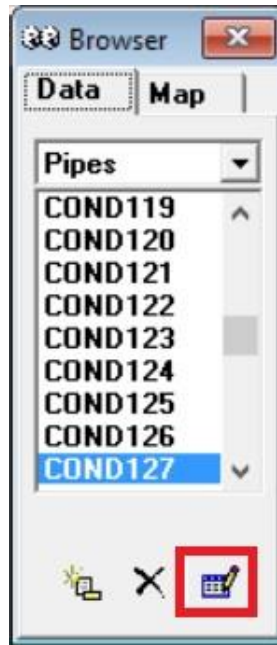 Browser
Data Map
Pipes
COND119
COND120
COND121
COND122
COND123
COND124
COND125
COND126
COND127